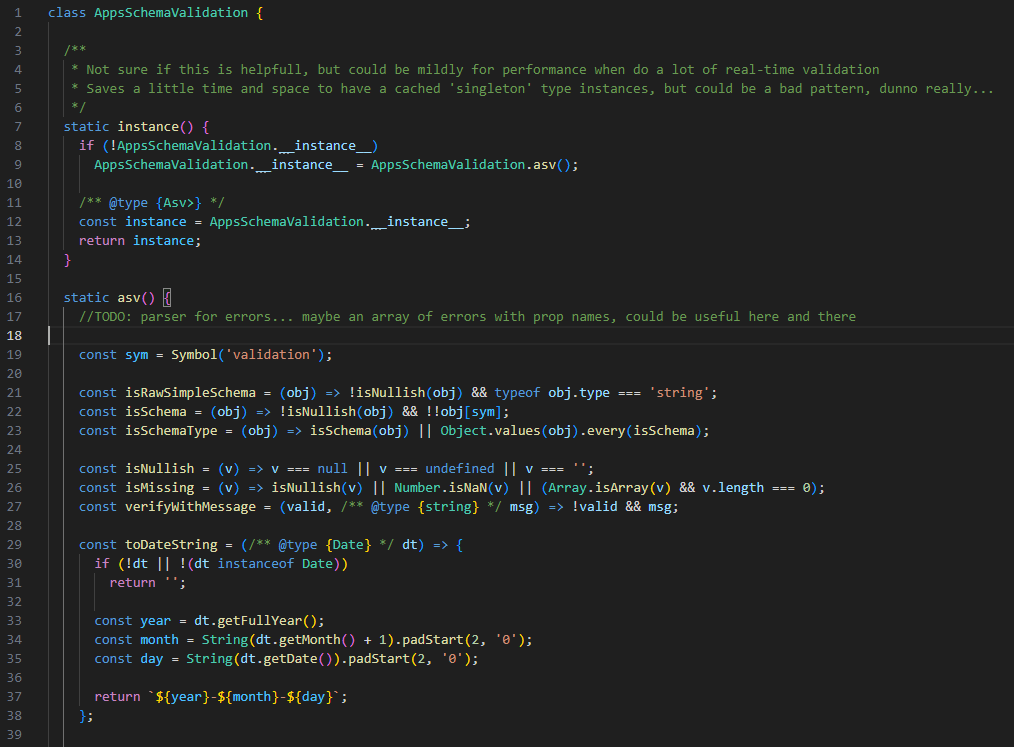 1 class AppsSchemaValidation {
2
3 /**
4 * Not sure if this is helpfull, but could be mildly for performance when do a lot of real-time validation
5 * Saves a little time and space to have a cached 'singleton' type instances, but could be a bad pattern, dunno really...
6 */
7 static instance() {
8 if (!AppsSchemaValidation.__instance__)
9 AppsSchemaValidation.__instance__ = AppsSchemaValidation.asv();
10
11 /** @type {Asv>} */
12 const instance = AppsSchemaValidation.__instance__;
13 return instance;
14 }
15
16 static asv() {
17 //TODO: parser for errors... maybe an array of errors with prop names, could be useful here and there
18
19 const sym = Symbol('validation');
20
21 const isRawSimpleSchema = (obj) => !isNullish(obj) && typeof obj.type === 'string';
22 const isSchema = (obj) => !isNullish(obj) && !!obj[sym];
23 const isSchemaType = (obj) => isSchema(obj) || Object.values(obj).every(isSchema);
24
25 const isNullish = (v) => v === null || v === undefined || v === '';
26 const isMissing = (v) => isNullish(v) || Number.isNaN(v) || (Array.isArray(v) && v.length === 0);
27 const verifyWithMessage = (valid, /** @type {string} */ msg) => !valid && msg;
28
29 const toDateString = (/** @type {Date} */ dt) => {
30 if (!dt || !(dt instanceof Date))
31 return '';
32
33 const year = dt.getFullYear();
34 const month = String(dt.getMonth() + 1).padStart(2, '0');
35 const day = String(dt.getDate()).padStart(2, '0');
36
37 return `${year}-${month}-${day}`;
38 };
39